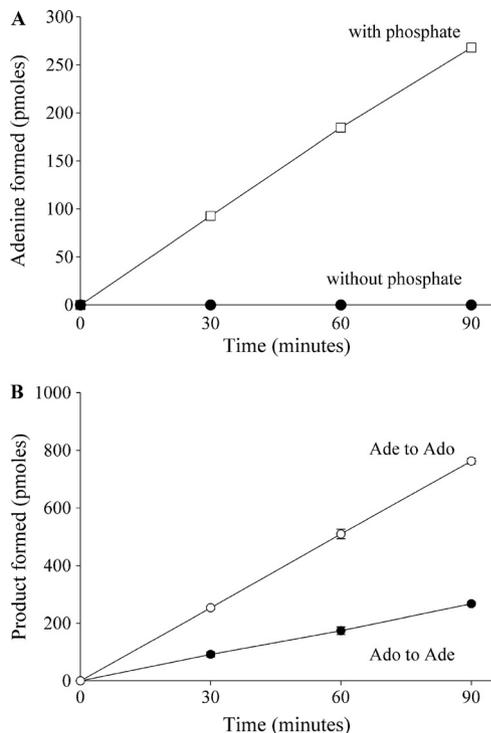 A
300
with phosphate
250
200
150
100
50
without phosphate
0
0 30 60 90
Time (minutes)
Adenine formed (pmoles)
B
1000
800
Ade to Ado
600
400
200
Ado to Ade
0
0 30 60 90
Time (minutes)
Product formed (pmoles)